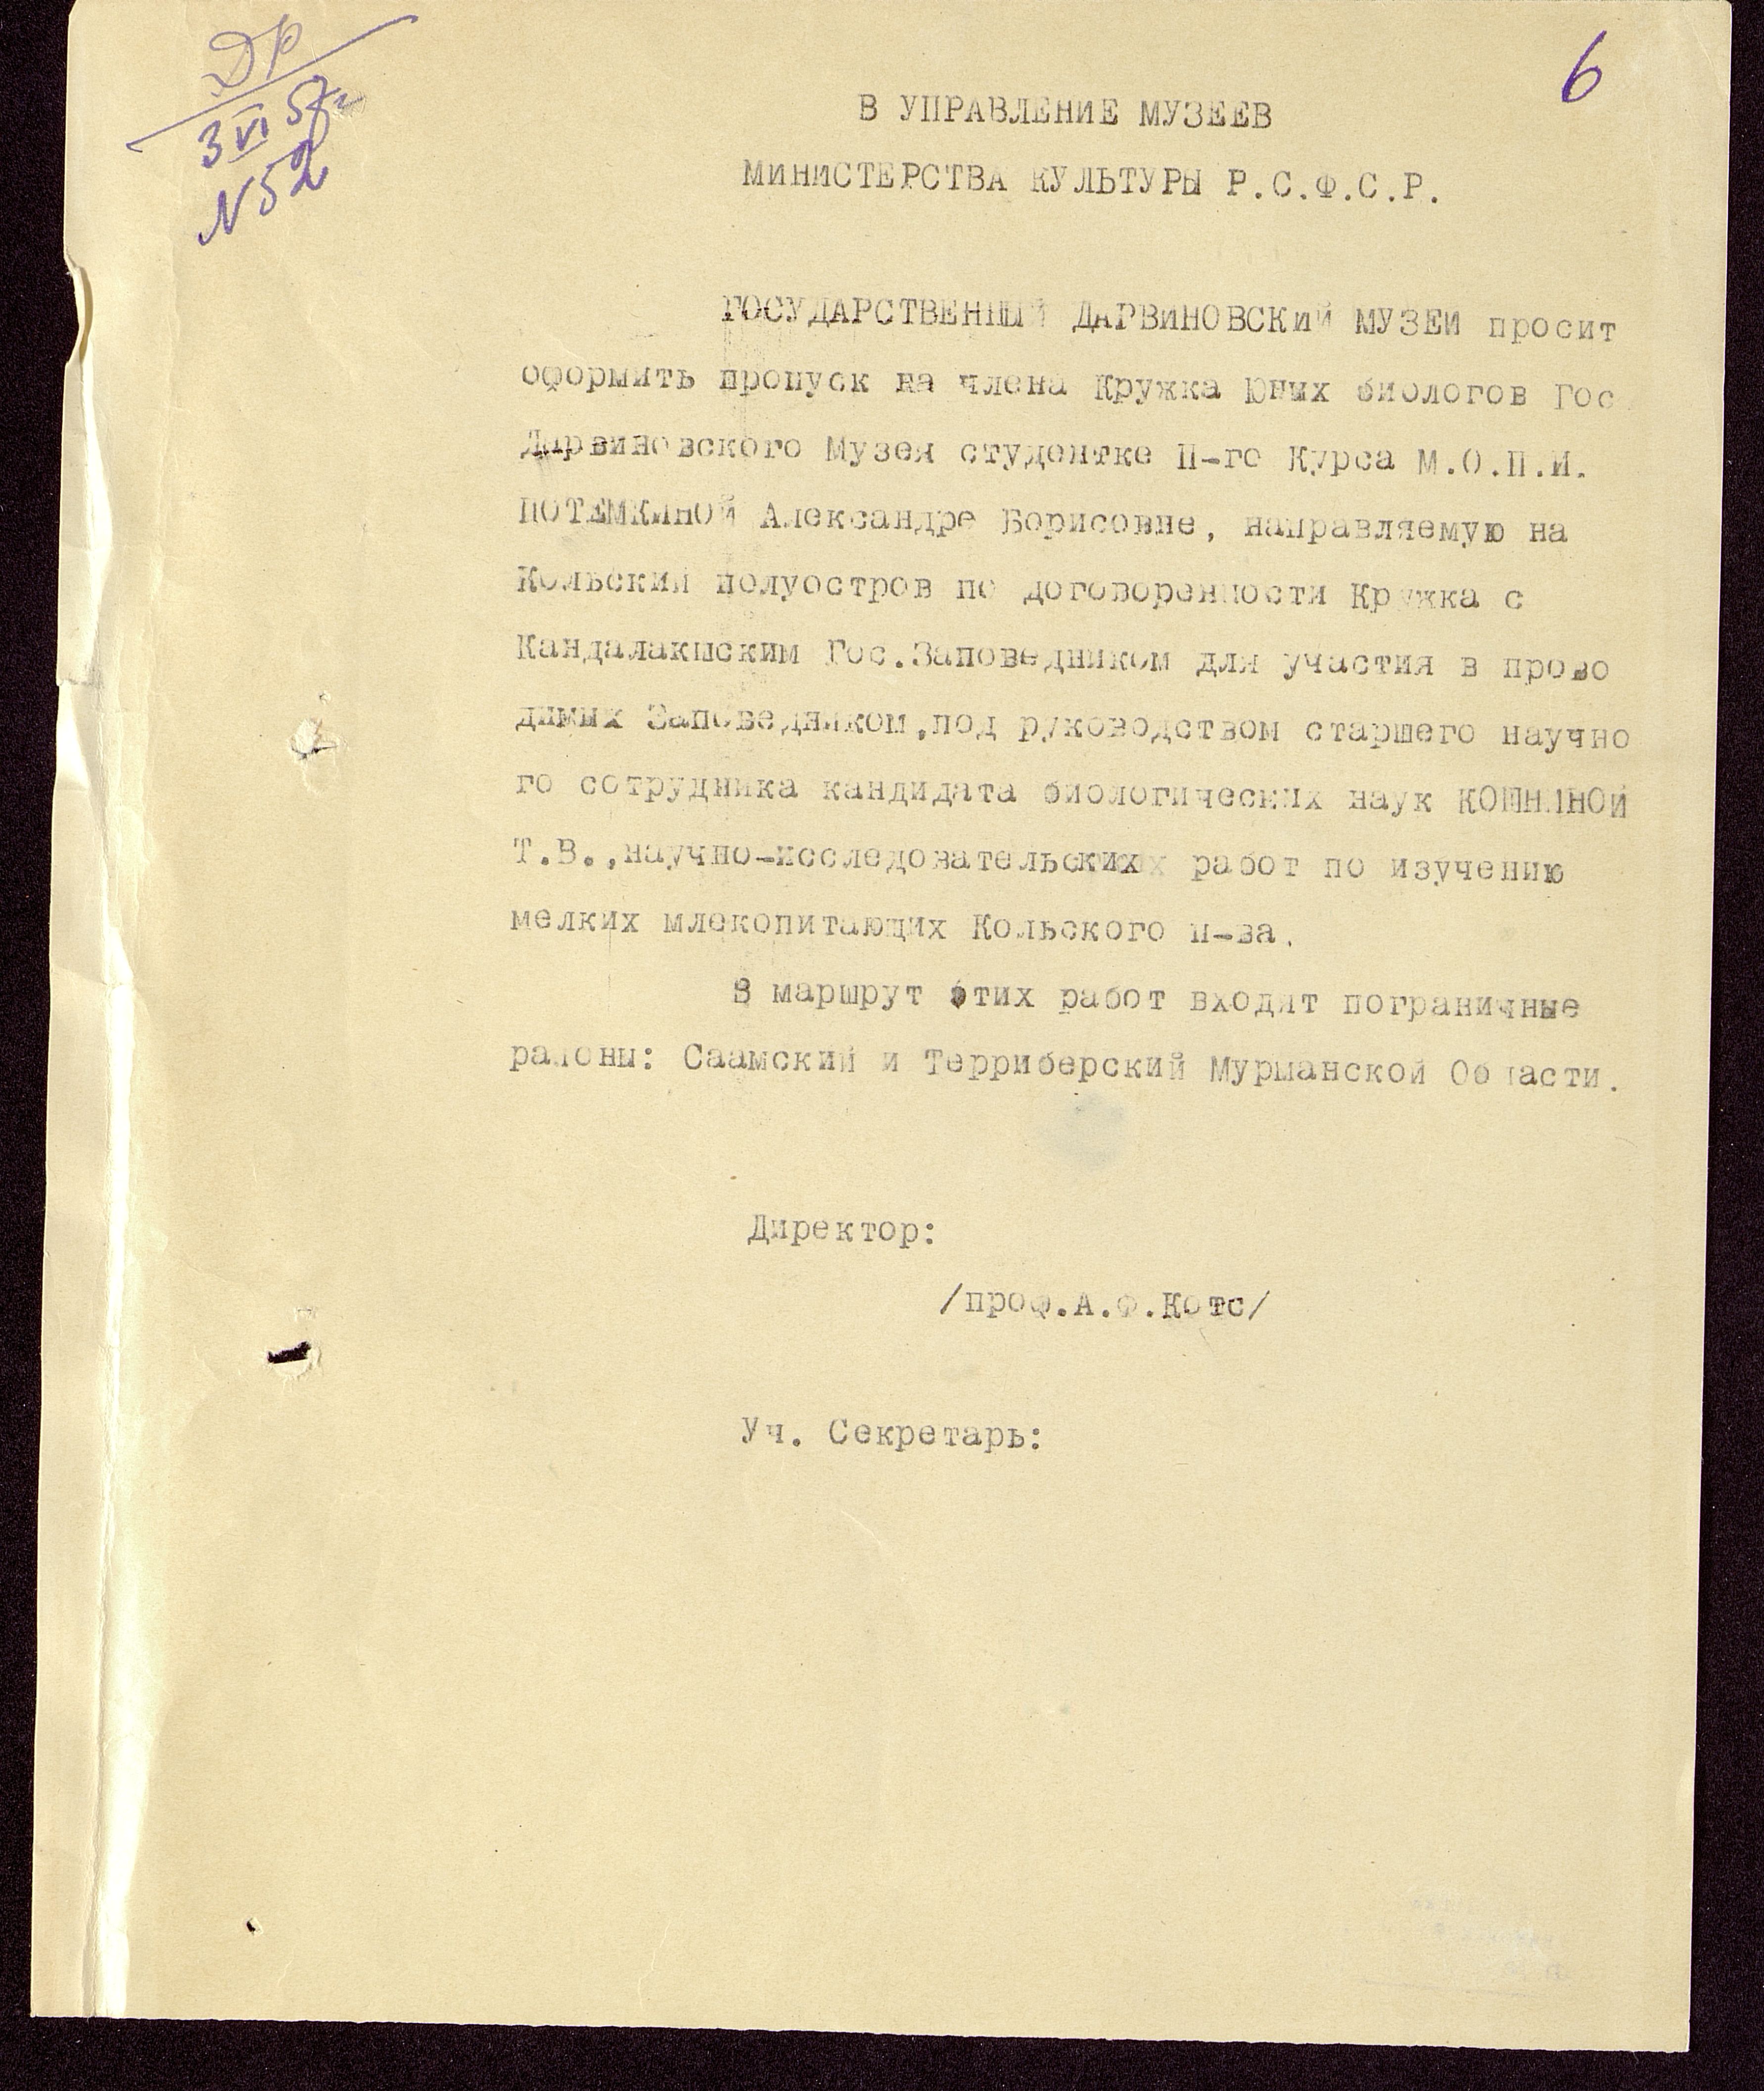 ДР
3 VI 57 г
N 52
6
В УПРАВЛЕНИЕ МУЗЕЕВ
МИНИСТЕРСТВА КУЛЬТУРЫ Р.С.Ф.С.Р.
ГОСУДАРСТВЕННЫЙ ДАРВИНОВСКИЙ МУЗЕЙ просит
оформить пропуск на члена Кружка Юных биологов Гос
Дарвиновского Музея студентке II-го Курса М.О.П.И.
ПОТЕМКИНОЙ Александре Борисовне, направляемую на
Кольский полуостров по договоренности Кружка с
Кандалакшским Гос.Заповедником для участия в прово
димых Заповедником,под руководством старшего научно
го сотрудника кандидата биологических наук КОШКИНОЙ
Т.В.,научно-исследовательских работ по изучению
мелких млекопитающих Кольского п-ва.
В маршрут этих работ входят пограничные
районы: Саамский и Терриберский Мурманской Области.
Директор:
/проф.А.Ф.Котс/
Уч. Секретарь: